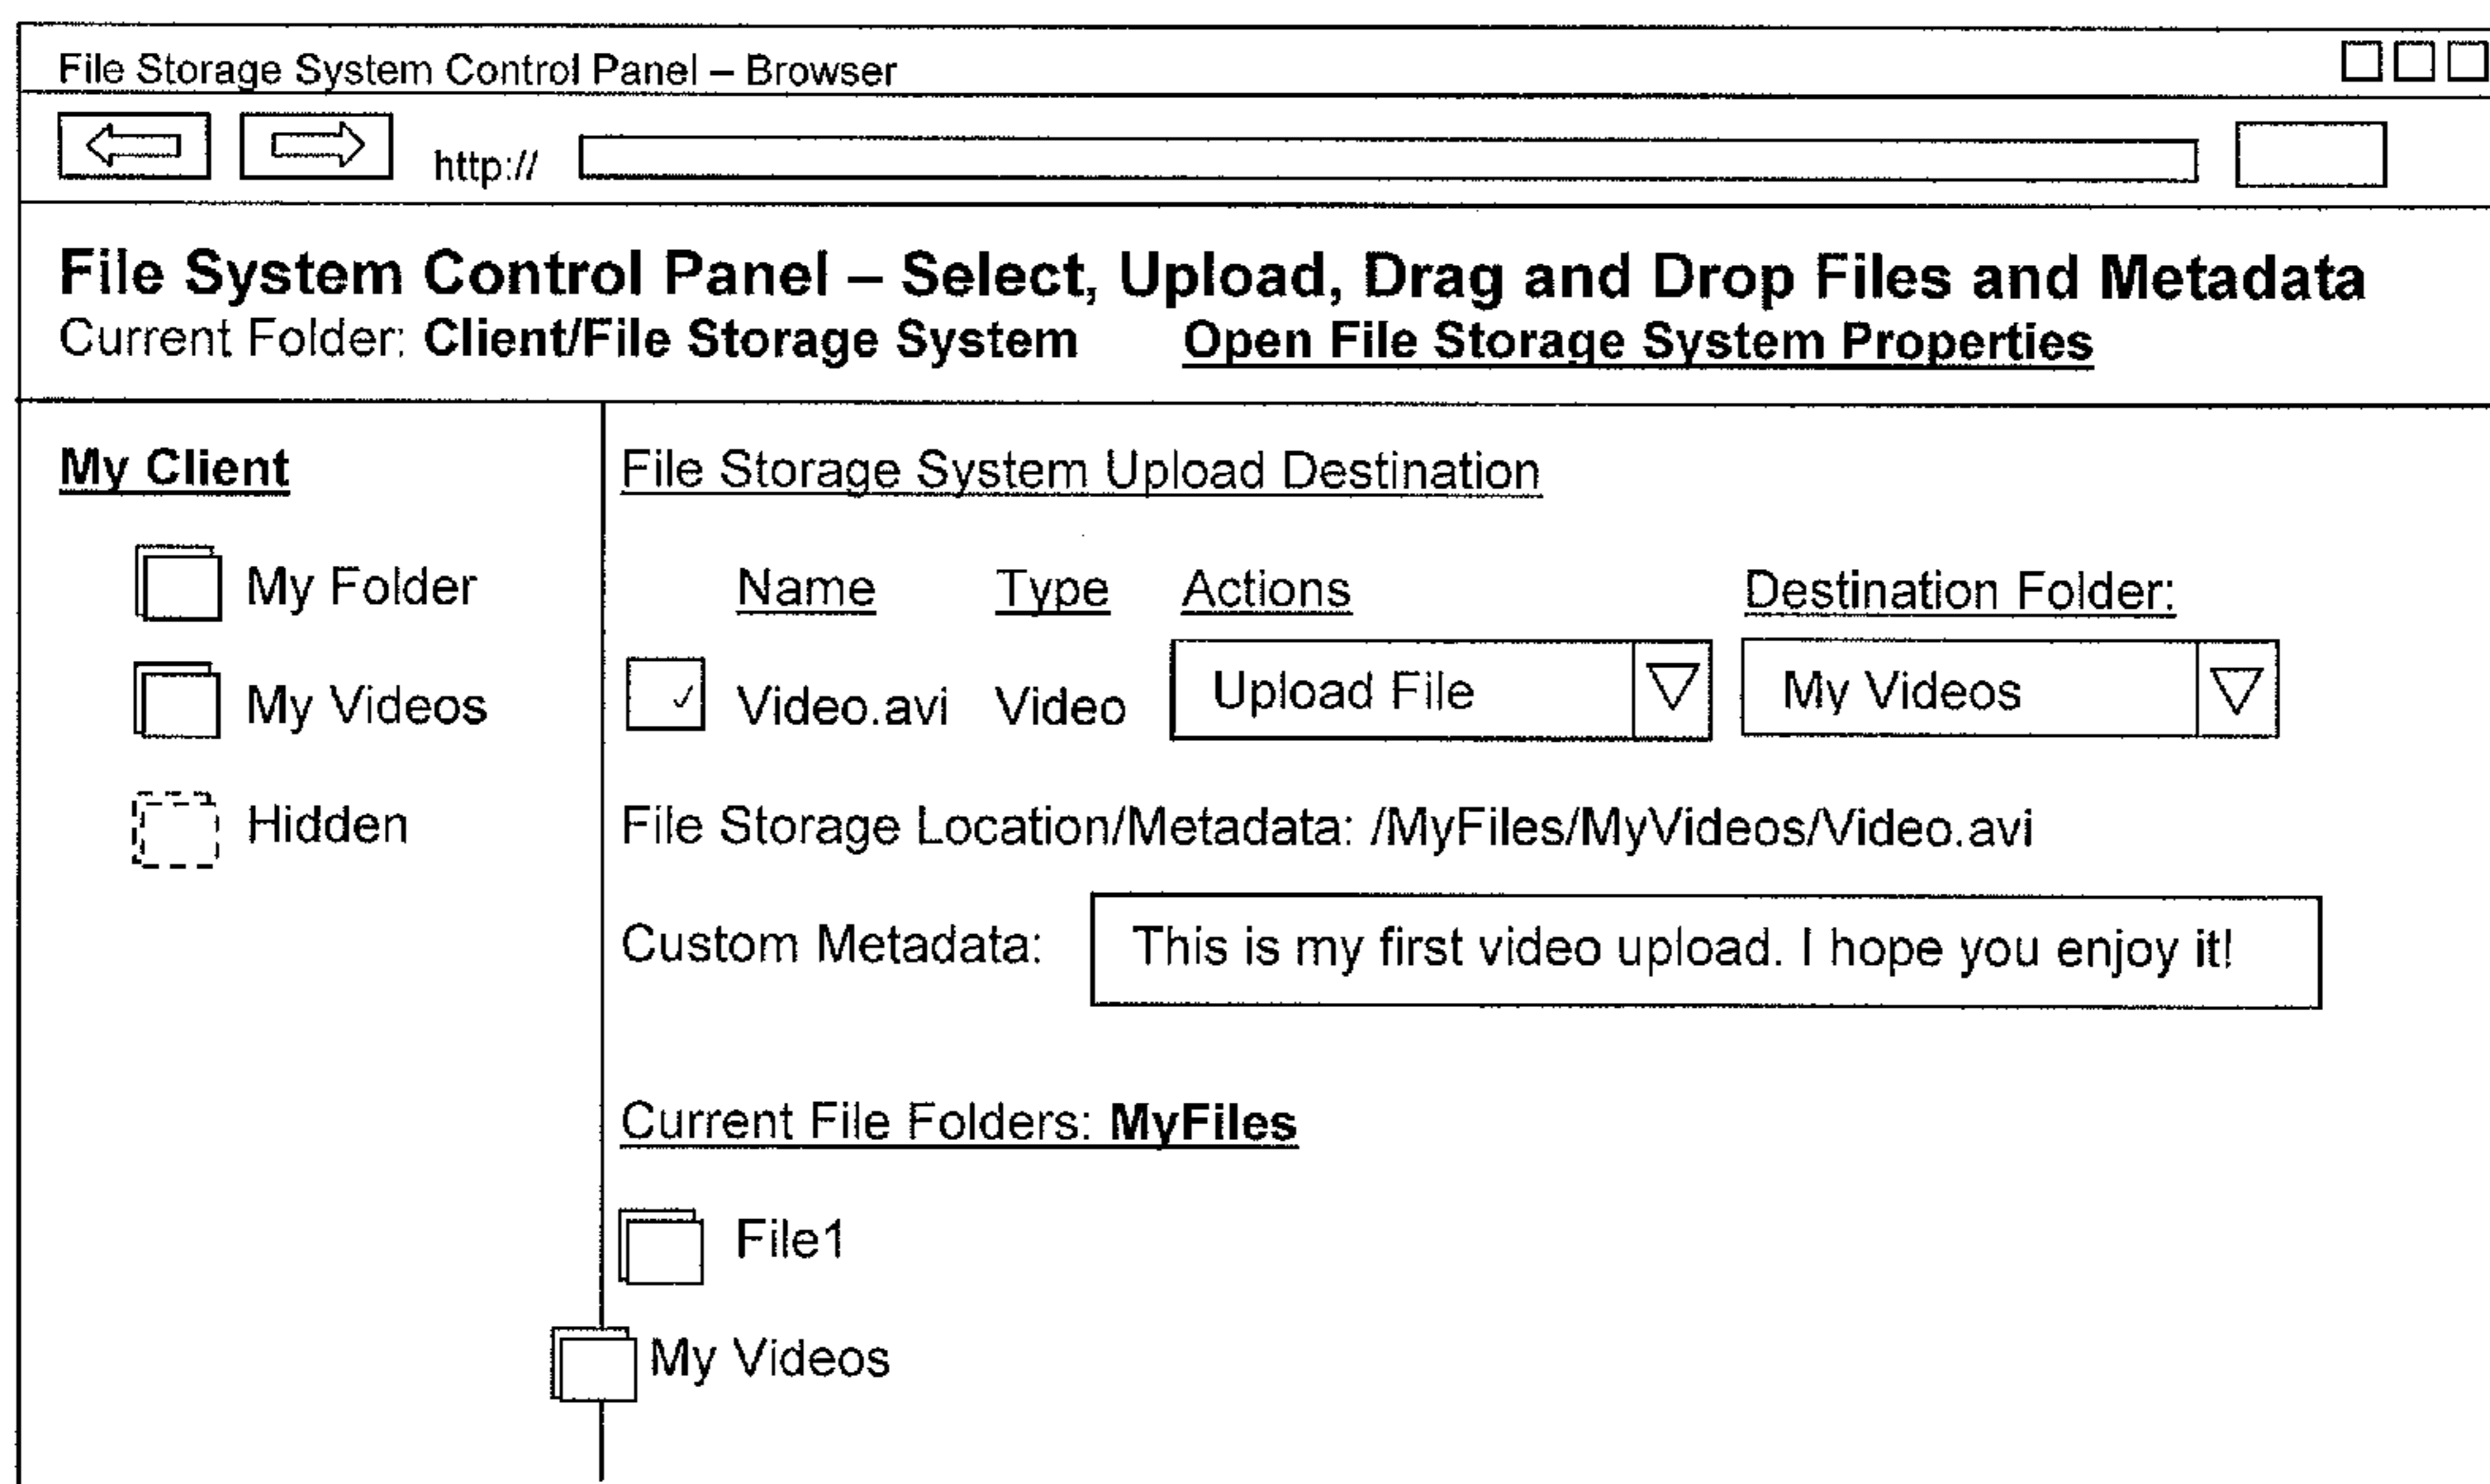 File Storage System Control Panel – Browser
http://
File System Control Panel – Select, Upload, Drag and Drop Files and Metadata
Current Folder: Client/File Storage System Open File Storage System Properties
My Client
My Folder
My Videos
Hidden
File Storage System Upload Destination
Name Type Actions Destination Folder:
Video.avi Video Upload File My Videos
File Storage Location/Metadata: /MyFiles/MyVideos/Video.avi
Custom Metadata: This is my first video upload. I hope you enjoy it!
Current File Folders: MyFiles
File1
My Videos